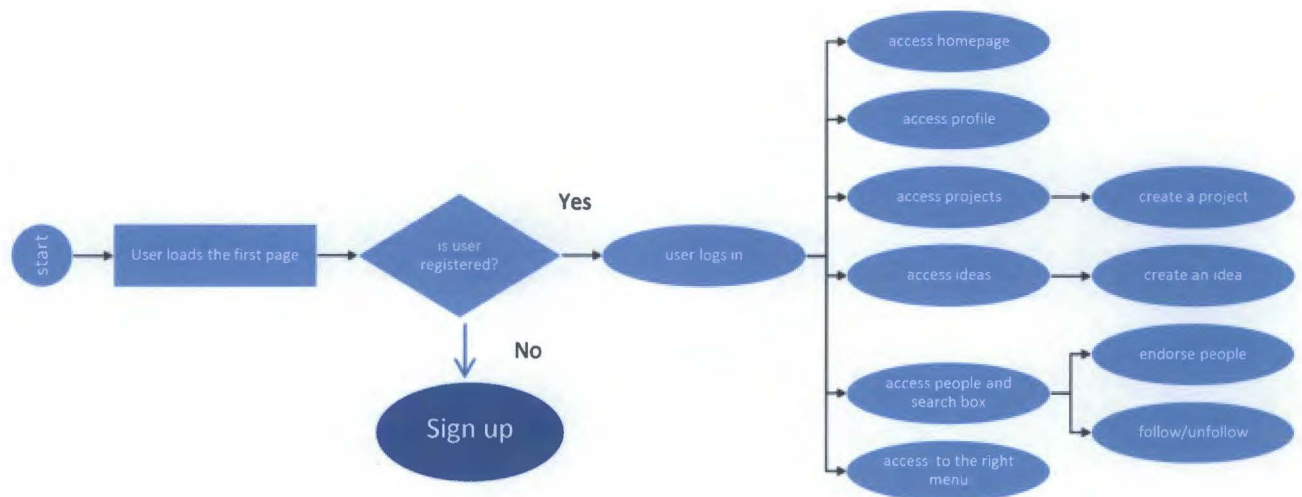 start
User loads the first page
is user
registered?
Yes
No
Sign up
user logs in
access homepage
access profile
access projects
create a project
access ideas
create an idea
access people and
search box
endorse people
follow/unfollow
access to the right
menu